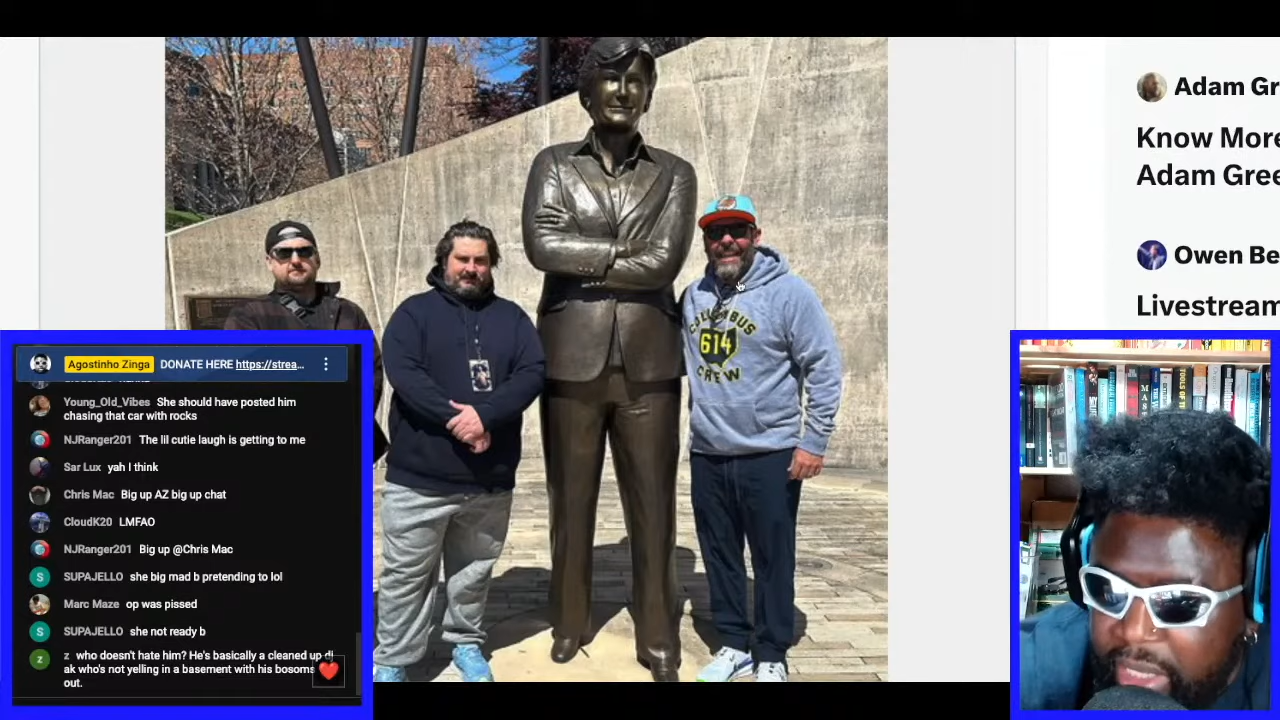 Adam Gr
Know More
Adam Gree
Owen Be
Livestream
COLUMBUS
614
CREW
Agostinho Zinga DONATE HERE https://strea...
Young_Old_Vibes She should have posted him
chasing that car with rocks
NJRanger201 The lil cutie laugh is getting to me
Sar Lux yah I think
Chris Mac Big up AZ big up chat
CloudK20 LMFAO
NJRanger201 Big up @Chris Mac
S SUPAJELLO she big mad b pretending to lol
Marc Maze op was pissed
S SUPAJELLO she not ready b
z z who doesn't hate him? He's basically a cleaned up dj
ak who's not yelling in a basement with his bosoms
out.